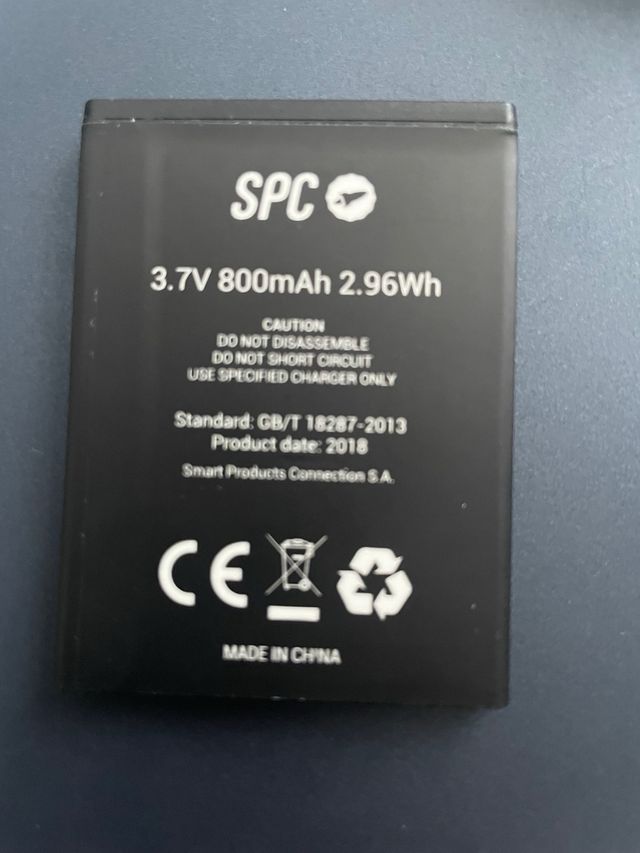 SPC
3.7V 800mAh 2.96Wh
CAUTION
DO NOT DISASSEMBLE
DO NOT SHORT CIRCUIT
USE SPECIFIED CHARGER ONLY
Standard: GB/T 18287-2013
Product date: 2018
Smart Products Connection S.A.
CE
MADE IN CHINA